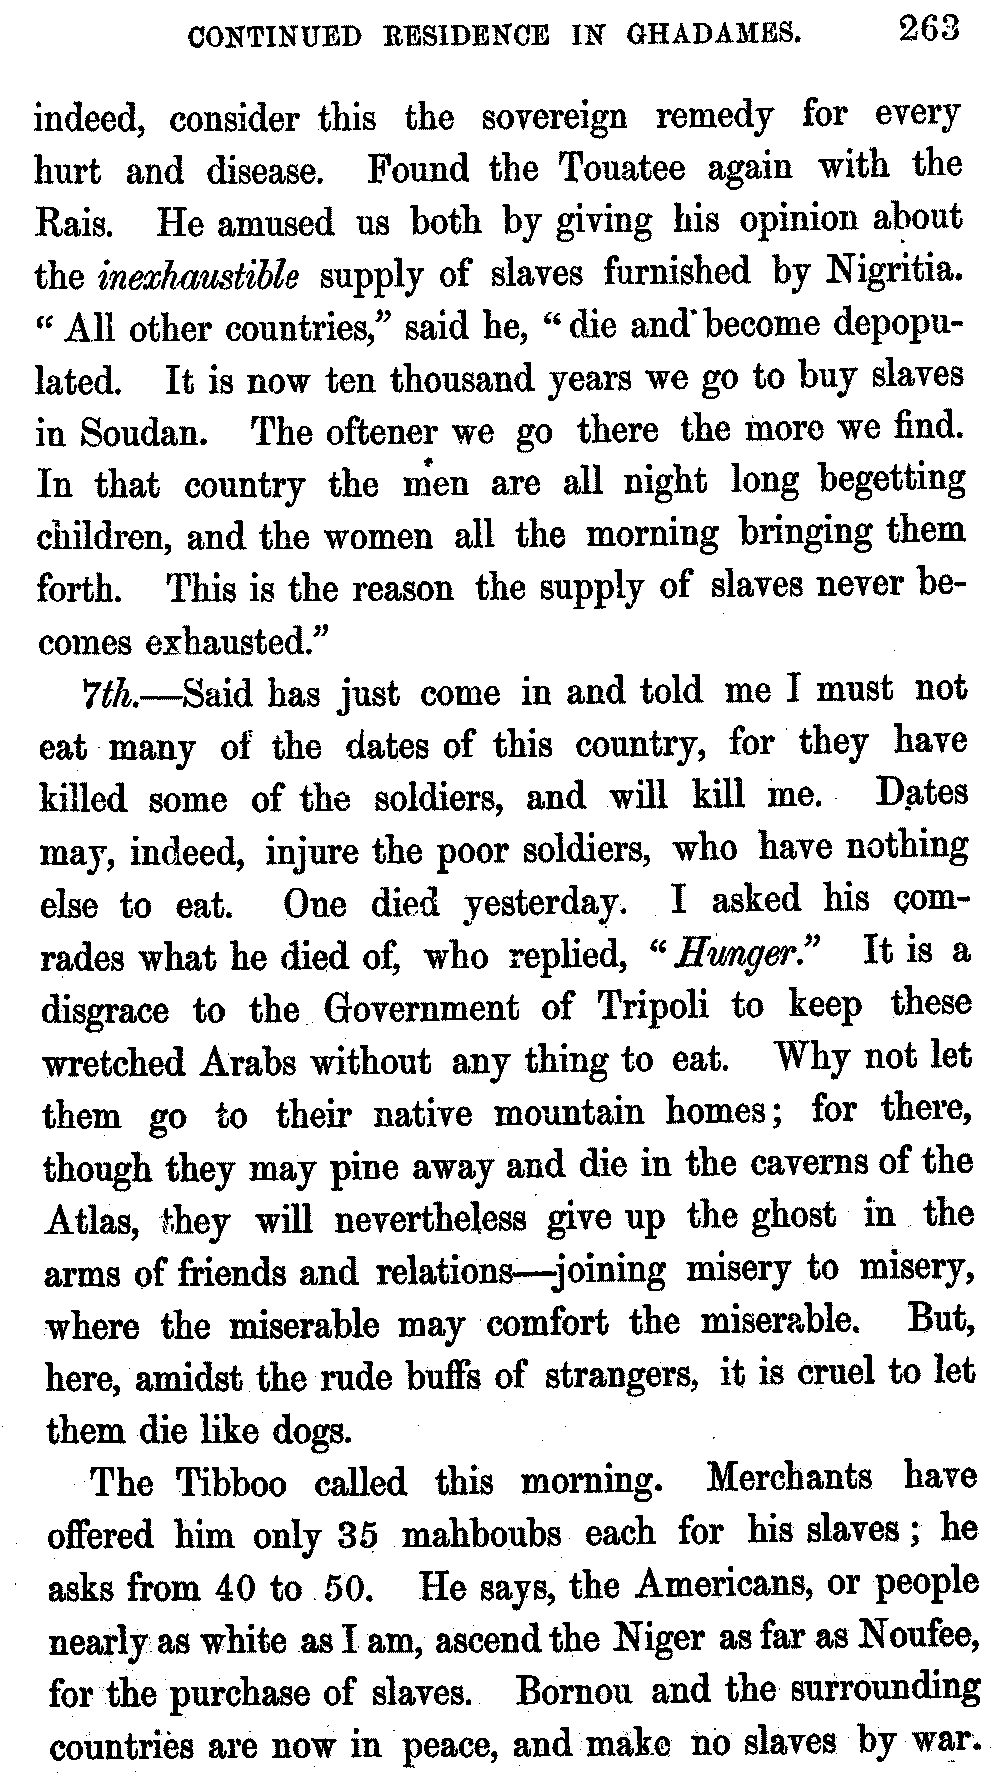 CONTINUED RESIDENCE IN GHADAMES. 263
indeed, consider this the sovereign remedy for every
hurt and disease. Found the Touatee again with the
Rais. He amused us both by giving his opinion about
the inexhaustible supply of slaves furnished by Nigritia.
“ All other countries,” said he, “ die and become depopu-
lated. It is now ten thousand years we go to buy slaves
in Soudan. The oftener we go there the more we find.
In that country the men are all night long begetting
children, and the women all the morning bringing them
forth. This is the reason the supply of slaves never be-
comes exhausted.”
7th.—Said has just come in and told me I must not
eat many of the dates of this country, for they have
killed some of the soldiers, and will kill me. Dates
may, indeed, injure the poor soldiers, who have nothing
else to eat. One died yesterday. I asked his com-
rades what he died of, who replied, “ Hunger.” It is a
disgrace to the Government of Tripoli to keep these
wretched Arabs without any thing to eat. Why not let
them go to their native mountain homes; for there,
though they may pine away and die in the caverns of the
Atlas, they will nevertheless give up the ghost in the
arms of friends and relations—joining misery to misery,
where the miserable may comfort the miserable. But,
here, amidst the rude buffs of strangers, it is cruel to let
them die like dogs.
The Tibboo called this morning. Merchants have
offered him only 35 mahboubs each for his slaves ; he
asks from 40 to 50. He says, the Americans, or people
nearly as white as I am, ascend the Niger as far as Noufee,
for the purchase of slaves. Bornou and the surrounding
countries are now in peace, and make no slaves by war.